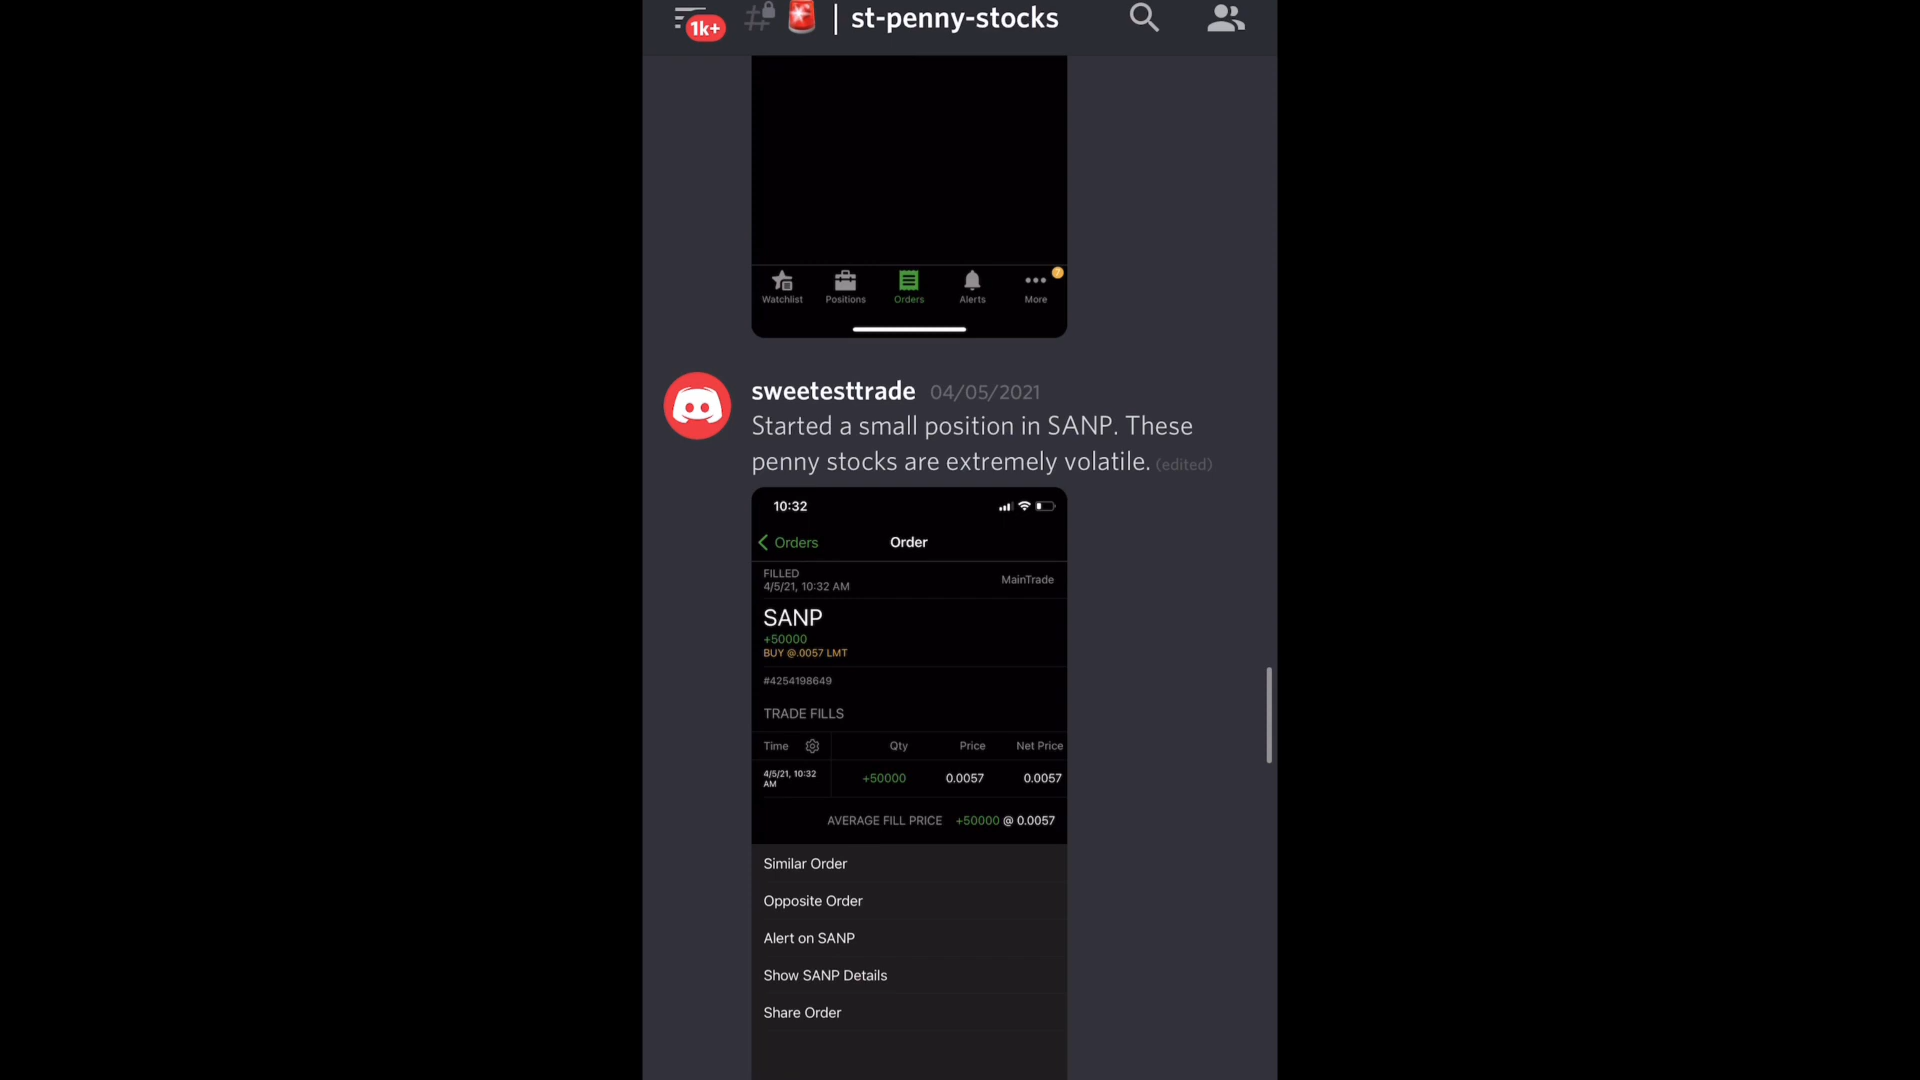 1k+
| st-penny-stocks
Watchlist Positions Orders Alerts More
sweetesttrade 04/05/2021
Started a small position in SANP. These
penny stocks are extremely volatile. (edited)
10:32
Orders Order
FILLED
4/5/21, 10:32 AM MainTrade
SANP
+50000
BUY @.0057 LMT
#4254198649
TRADE FILLS
Time Qty Price Net Price
4/5/21, 10:32
AM +50000 0.0057 0.0057
AVERAGE FILL PRICE +50000 @ 0.0057
Similar Order
Opposite Order
Alert on SANP
Show SANP Details
Share Order